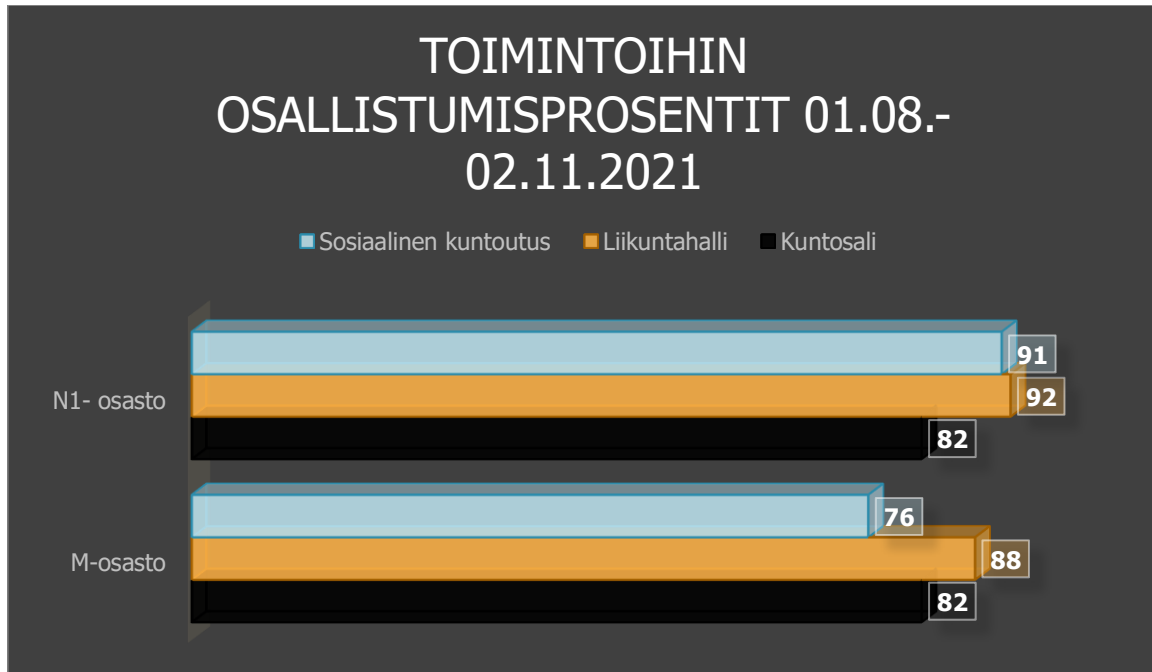 TOIMINTOIHIN
OSALLISTUMISPROSENTIT 01.08.-
02.11.2021
Sosiaalinen kuntoutus Liikuntahalli Kuntosali
N1- osasto
91
92
82
M-osasto
76
88
82